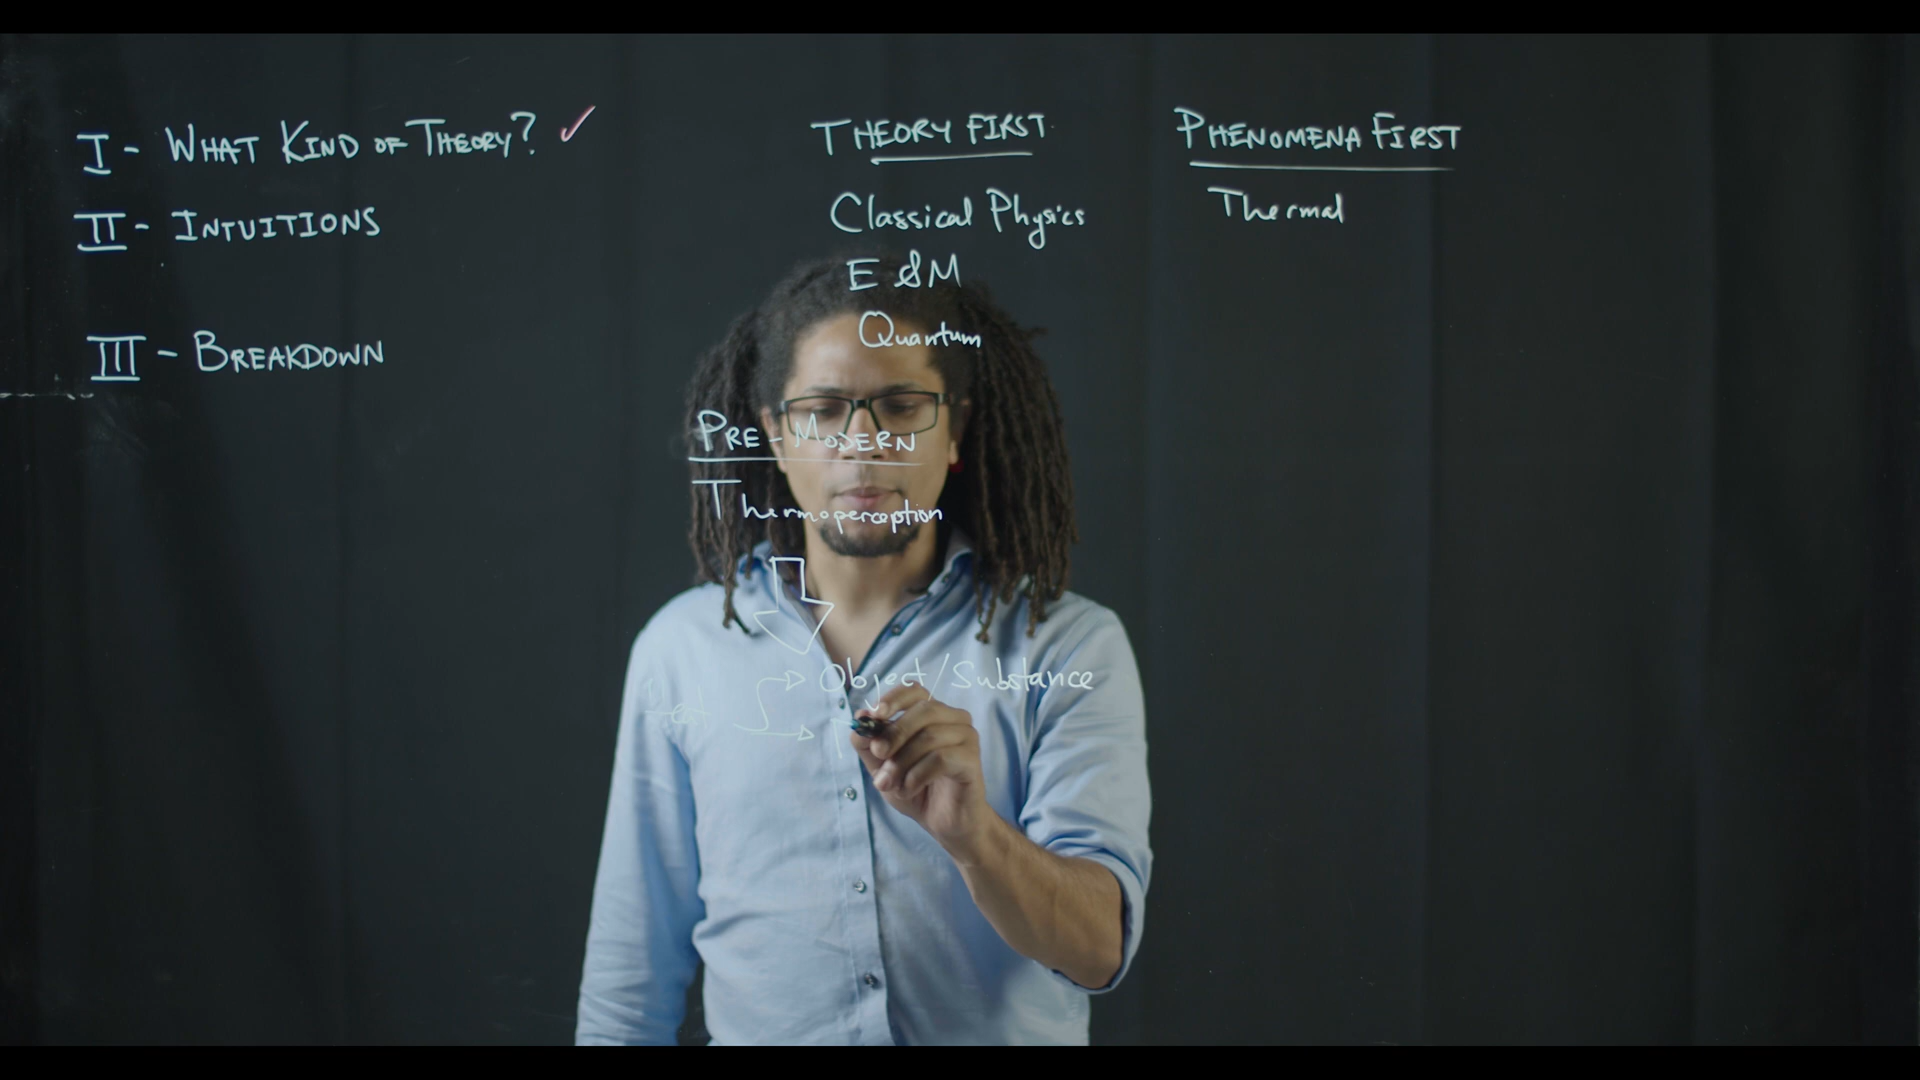 I - WHAT KIND OF THEORY? ✓
II - INTUITIONS
III - BREAKDOWN
THEORY FIRST
Classical Physics
E & M
Quantum
PHENOMENA FIRST
Thermal
PRE-MODERN
Thermoperception
Heat
Object/Substance